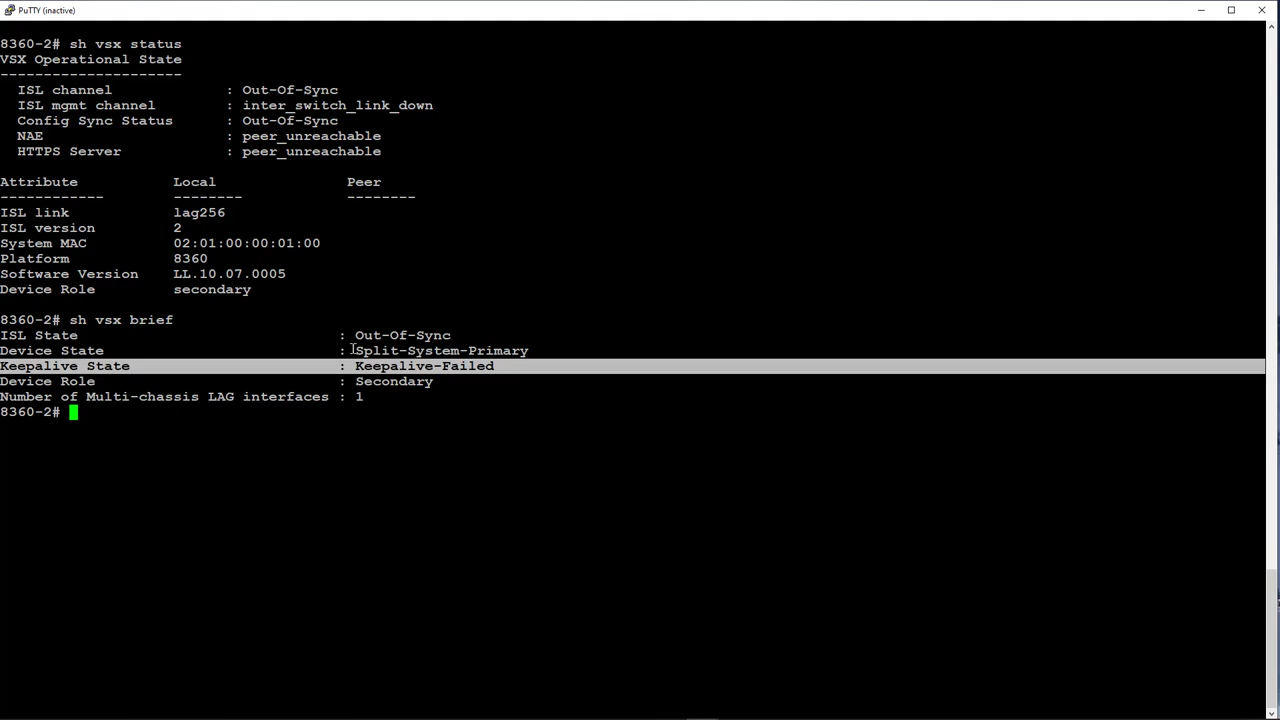 PuTTY (inactive)
8360-2# sh vsx status
VSX Operational State
---------------------
ISL channel : Out-Of-Sync
ISL mgmt channel : inter_switch_link_down
Config Sync Status : Out-Of-Sync
NAE : peer_unreachable
HTTPS Server : peer_unreachable
Attribute Local Peer
------------ -------- --------
ISL link lag256
ISL version 2
System MAC 02:01:00:00:01:00
Platform 8360
Software Version LL.10.07.0005
Device Role secondary
8360-2# sh vsx brief
ISL State : Out-Of-Sync
Device State : Split-System-Primary
Keepalive State : Keepalive-Failed
Device Role : Secondary
Number of Multi-chassis LAG interfaces : 1
8360-2#